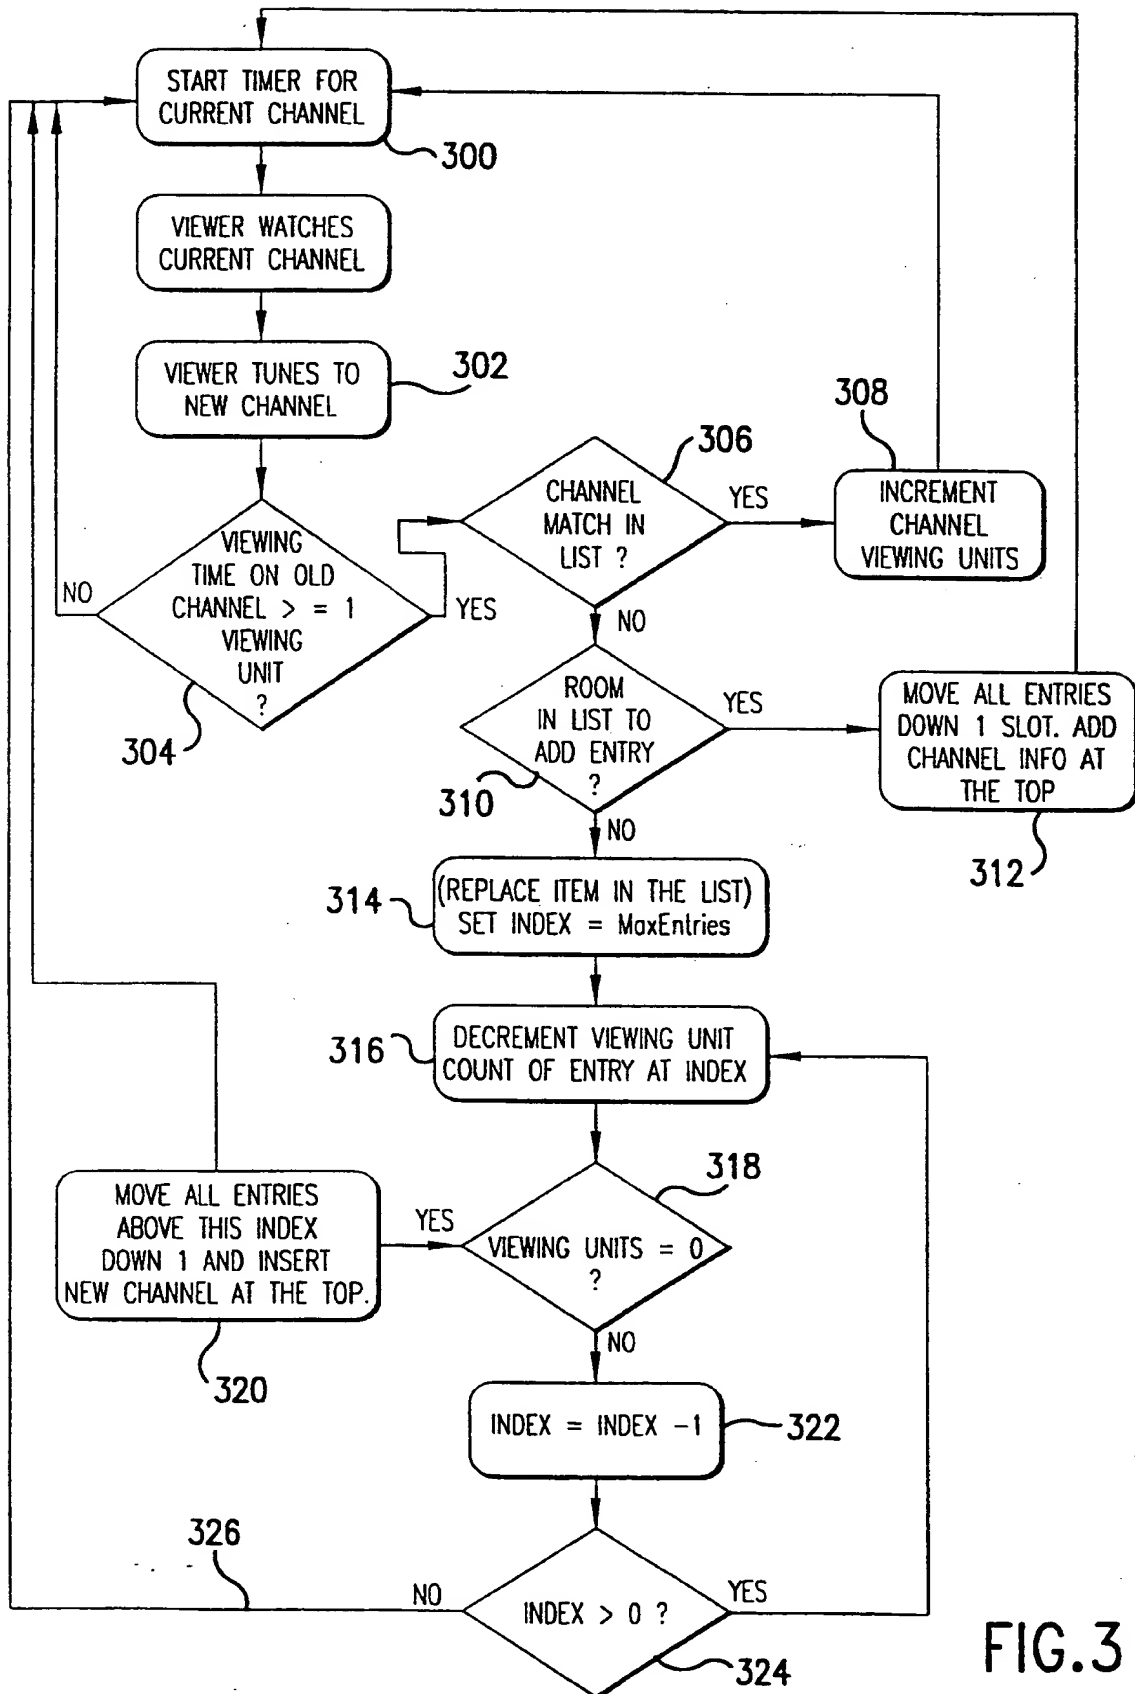 START TIMER FOR
CURRENT CHANNEL
300
VIEWER WATCHES
CURRENT CHANNEL
VIEWER TUNES TO
NEW CHANNEL
302
VIEWING
TIME ON OLD
CHANNEL > = 1
VIEWING
UNIT
?
NO
YES
304
CHANNEL
MATCH IN
LIST ?
306
YES
NO
308
INCREMENT
CHANNEL
VIEWING UNITS
ROOM
IN LIST TO
ADD ENTRY
?
310
YES
NO
MOVE ALL ENTRIES
DOWN 1 SLOT. ADD
CHANNEL INFO AT
THE TOP
312
314
(REPLACE ITEM IN THE LIST)
SET INDEX = MaxEntries
316
DECREMENT VIEWING UNIT
COUNT OF ENTRY AT INDEX
318
VIEWING UNITS = 0
?
YES
NO
MOVE ALL ENTRIES
ABOVE THIS INDEX
DOWN 1 AND INSERT
NEW CHANNEL AT THE TOP.
320
INDEX = INDEX -1
322
326
NO
INDEX > 0 ?
YES
324
FIG.3